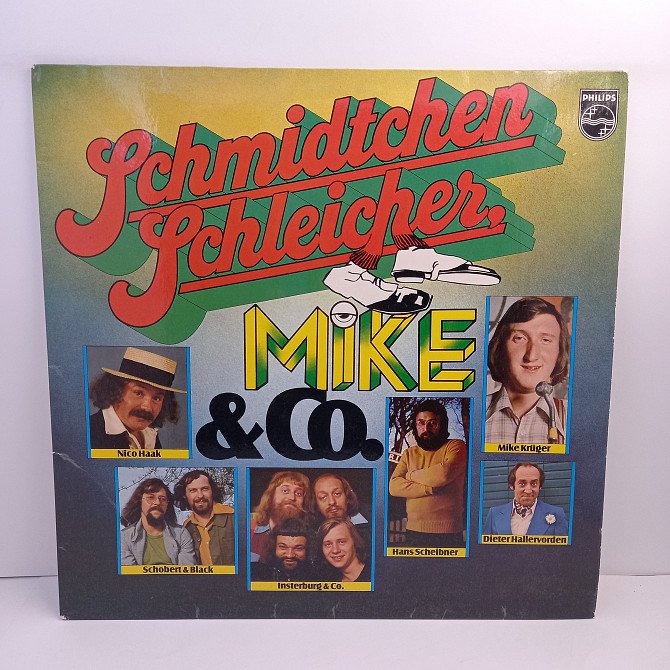 PHILIPS
Schmidtchen
Schleicher,
MIKE
& Co.
Nico Haak
Mike Krüger
Schobert & Black
Insterburg & Co.
Hans Scheibner
Dieter Hallervorden